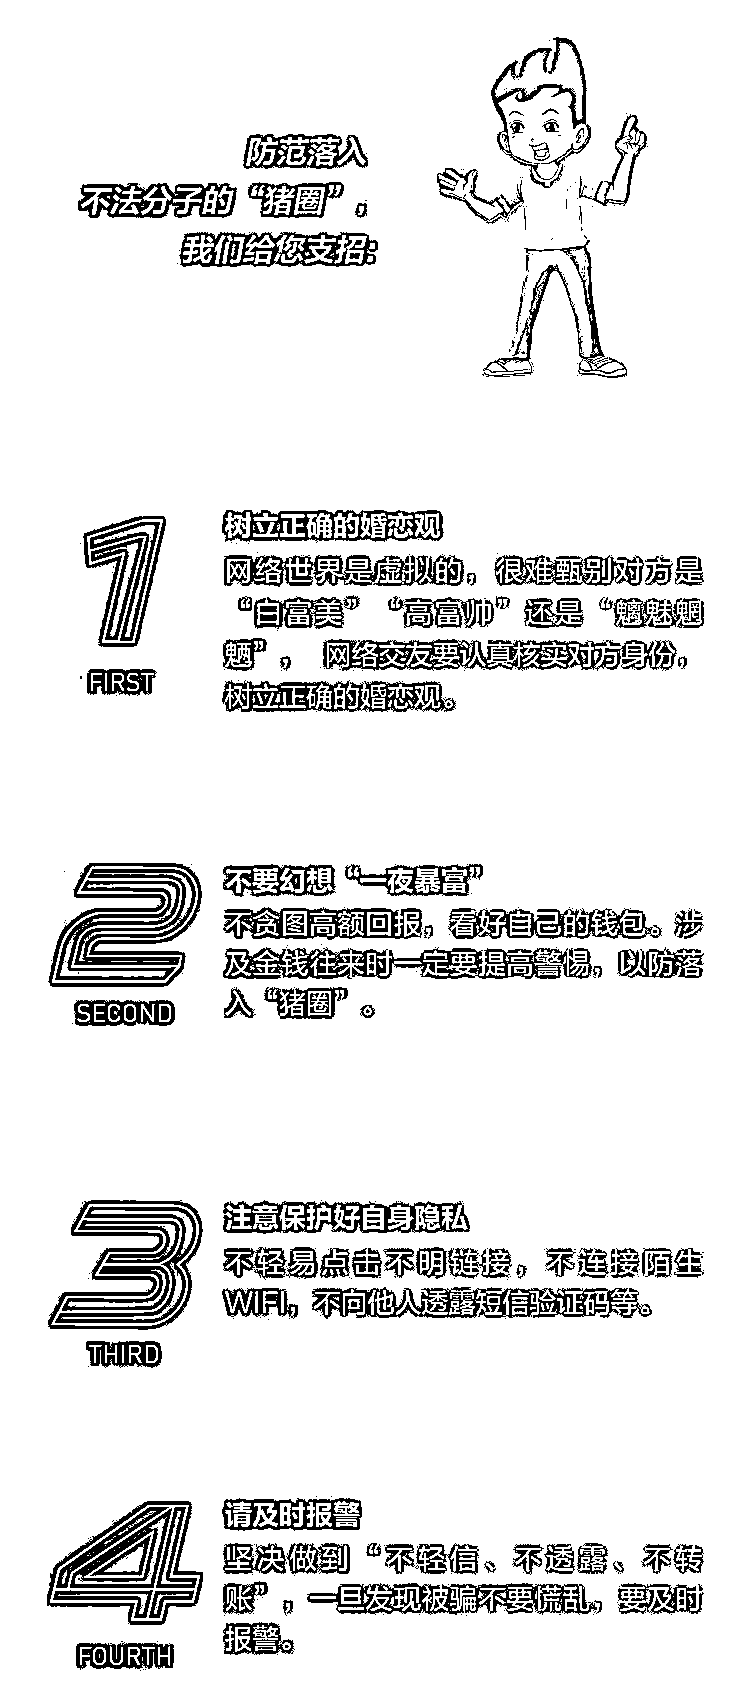 防范落入
不法分子的“猪圈”，
我们给您支招:
1
FIRST
树立正确的婚恋观
网络世界是虚拟的，很难甄别对方是
“白富美”“高富帅”还是“魑魅魍
魉”， 网络交友要认真核实对方身份，
树立正确的婚恋观。
2
SECOND
不要幻想“一夜暴富”
不贪图高额回报，看好自己的钱包。涉
及金钱往来时一定要提高警惕，以防落
入“猪圈”。
3
THIRD
注意保护好自身隐私
不轻易点击不明链接，不连接陌生
WIFI，不向他人透露短信验证码等。
4
FOURTH
请及时报警
坚决做到“不轻信、不透露、不转
账”，一旦发现被骗不要慌乱，要及时
报警。